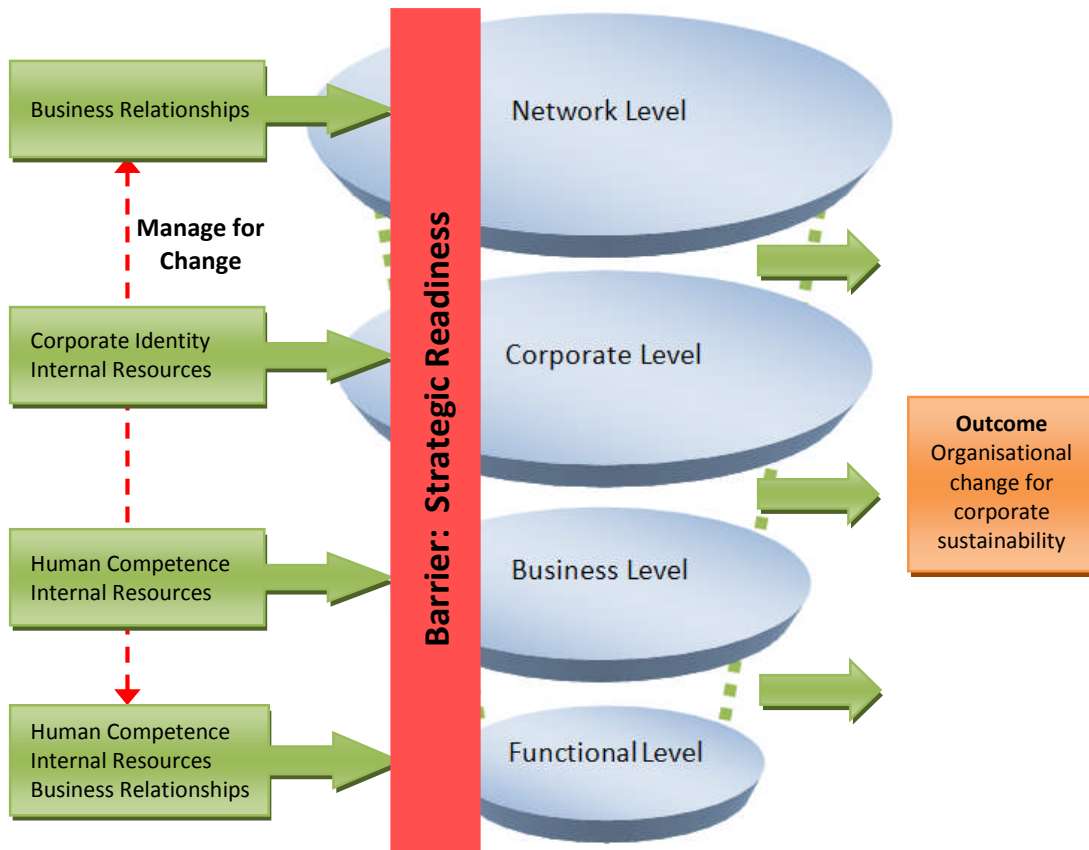 Business Relationships
Network Level
Manage for
Change
Corporate Identity
Internal Resources
Corporate Level
Barrier: Strategic Readiness
Outcome
Organisational
change for
corporate
sustainability
Human Competence
Internal Resources
Business Level
Human Competence
Internal Resources
Business Relationships
Functional Level